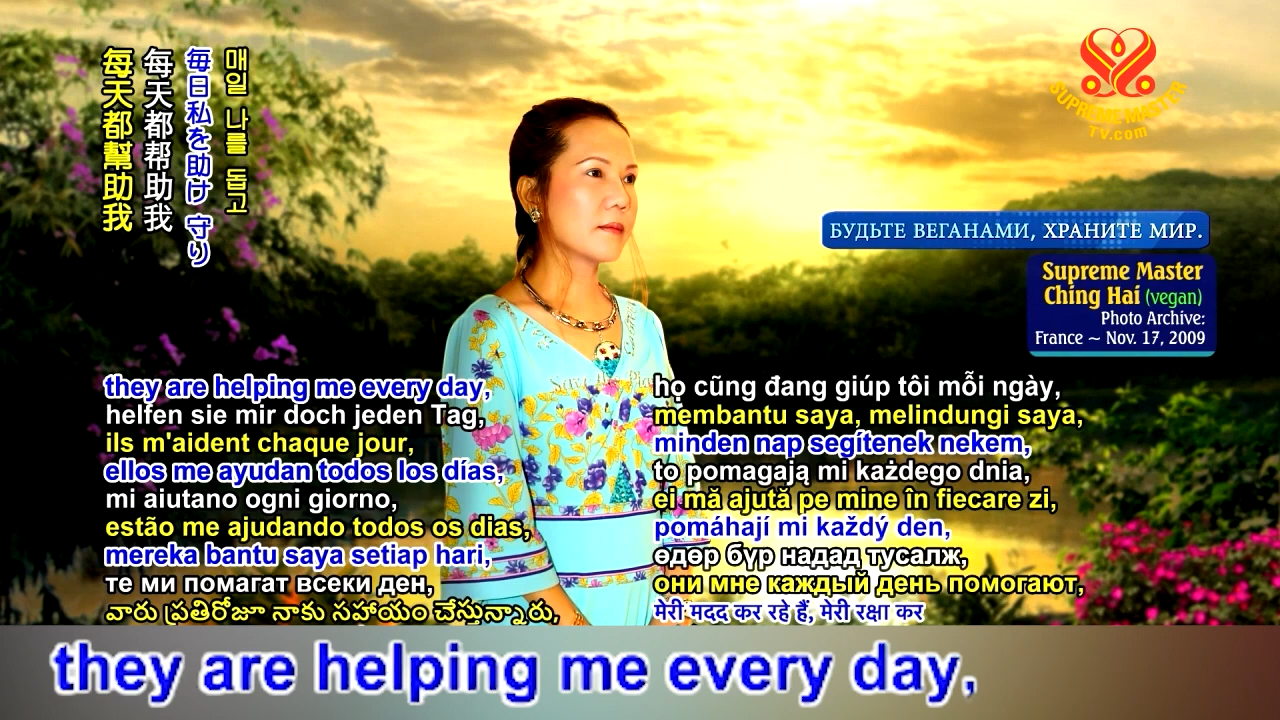 每天都幫助我
每天都帮助我
毎日私を助け 守り
매일 나를 돕고
SUPREME MASTER
TV.com
БУДЬТЕ ВЕГАНАМИ, ХРАНИТЕ МИР.
Supreme Master
Ching Hai (vegan)
Photo Archive:
France ~ Nov. 17, 2009
they are helping me every day,
helfen sie mir doch jeden Tag,
ils m'aident chaque jour,
ellos me ayudan todos los días,
mi aiutano ogni giorno,
estão me ajudando todos os dias,
mereka bantu saya setiap hari,
те ми помагат всеки ден,
వారు ప్రతిరోజూ నాకు సహాయం చేస్తున్నారు,
họ cũng đang giúp tôi mỗi ngày,
membantu saya, melindungi saya,
minden nap segítenek nekem,
to pomagają mi każdego dnia,
ei mă ajută pe mine în fiecare zi,
pomáhají mi každý den,
өдөр бүр надад тусалж,
они мне каждый день помогают,
मेरी मदद कर रहे हैं, मेरी रक्षा कर
they are helping me every day,